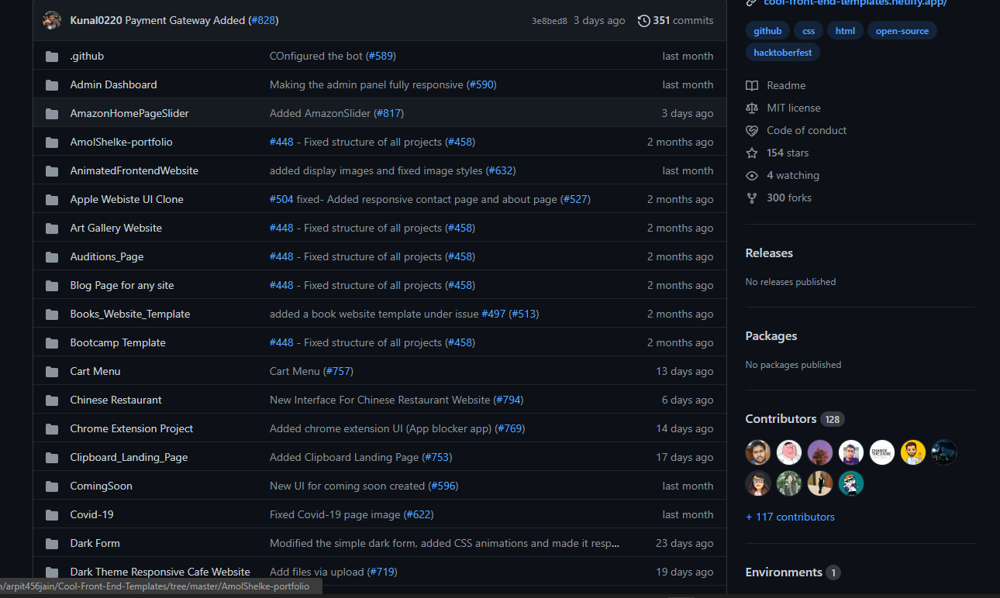 Kunal0220 Payment Gateway Added (#828) 3e8bed8 3 days ago 351 commits
.github COnfigured the bot (#589) last month
Admin Dashboard Making the admin panel fully responsive (#590) last month
AmazonHomePageSlider Added AmazonSlider (#817) 3 days ago
AmolShelke-portfolio #448 - Fixed structure of all projects (#458) 2 months ago
AnimatedFrontendWebsite added display images and fixed image styles (#632) last month
Apple Webiste UI Clone #504 fixed- Added responsive contact page and about page (#527) 2 months ago
Art Gallery Website #448 - Fixed structure of all projects (#458) 2 months ago
Auditions_Page #448 - Fixed structure of all projects (#458) 2 months ago
Blog Page for any site #448 - Fixed structure of all projects (#458) 2 months ago
Books_Website_Template added a book website template under issue #497 (#513) 2 months ago
Bootcamp Template #448 - Fixed structure of all projects (#458) 2 months ago
Cart Menu Cart Menu (#757) 13 days ago
Chinese Restaurant New Interface For Chinese Restaurant Website (#794) 6 days ago
Chrome Extension Project Added chrome extension UI (App blocker app) (#769) 14 days ago
Clipboard_Landing_Page Added Clipboard Landing Page (#753) 17 days ago
ComingSoon New UI for coming soon created (#596) last month
Covid-19 Fixed Covid-19 page image (#622) last month
Dark Form Modified the simple dark form, added CSS animations and made it resp... 23 days ago
Dark Theme Responsive Cafe Website Add files via upload (#719) 19 days ago
n/arpit456jain/Cool-Front-End-Templates/tree/master/AmolShelke-portfolio
cool-front-end-templates.netlify.app/
github css html open-source
hacktoberfest
Readme
MIT license
Code of conduct
154 stars
4 watching
300 forks
Releases
No releases published
Packages
No packages published
Contributors 128
CHANGE THE GAME
+ 117 contributors
Environments 1